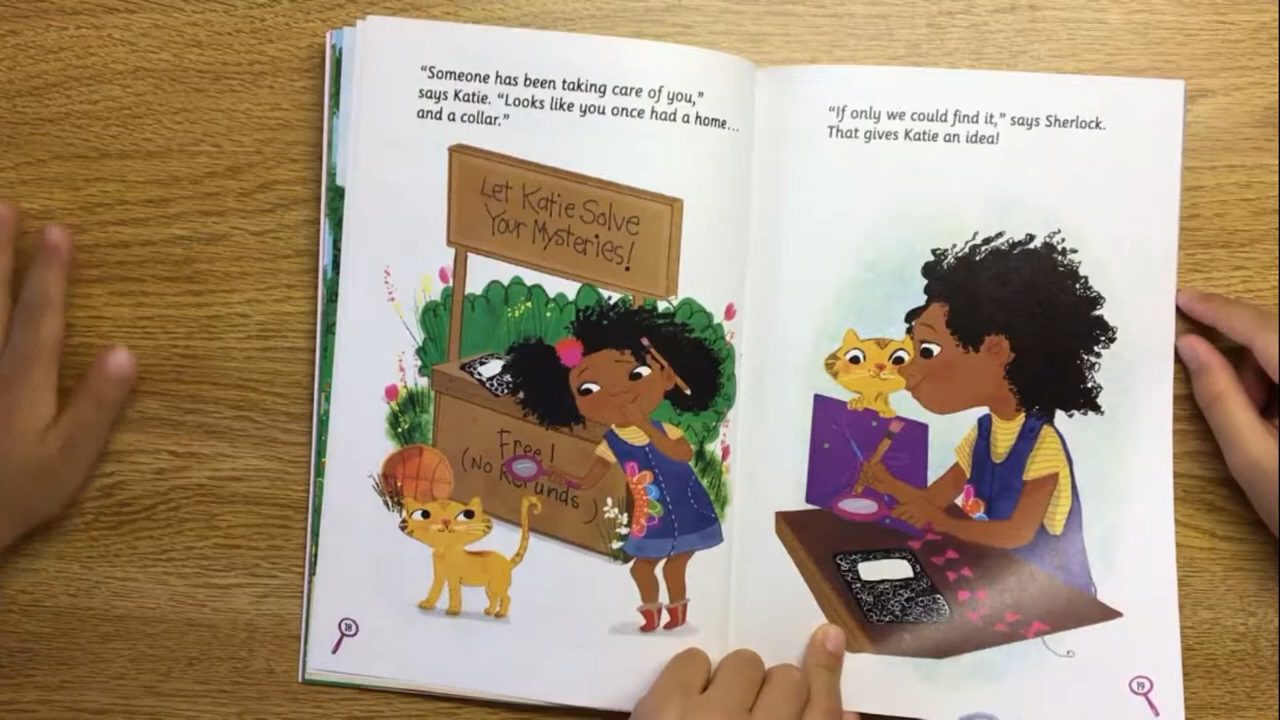 “Someone has been taking care of you,”
says Katie. “Looks like you once had a home...
and a collar.”
Let Katie Solve
Your Mysteries!
Free!
(No Refunds)
18
“If only we could find it,” says Sherlock.
That gives Katie an idea!
19